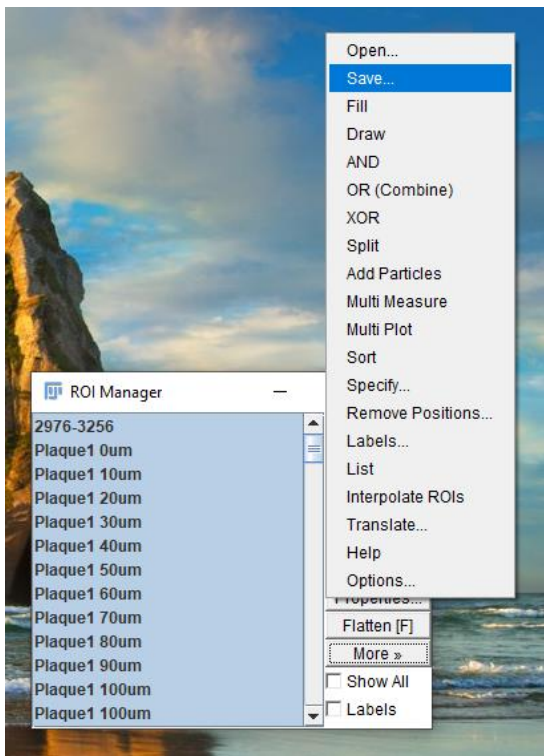 Open...
Save...
Fill
Draw
AND
OR (Combine)
XOR
Split
Add Particles
Multi Measure
Multi Plot
Sort
Specify...
Remove Positions...
Labels...
List
Interpolate ROIs
Translate...
Help
Options...
ROI Manager
2976-3256
Plaque1 0um
Plaque1 10um
Plaque1 20um
Plaque1 30um
Plaque1 40um
Plaque1 50um
Plaque1 60um
Plaque1 70um
Plaque1 80um
Plaque1 90um
Plaque1 100um
Plaque1 100um
Properties...
Flatten [F]
More »
Show All
Labels